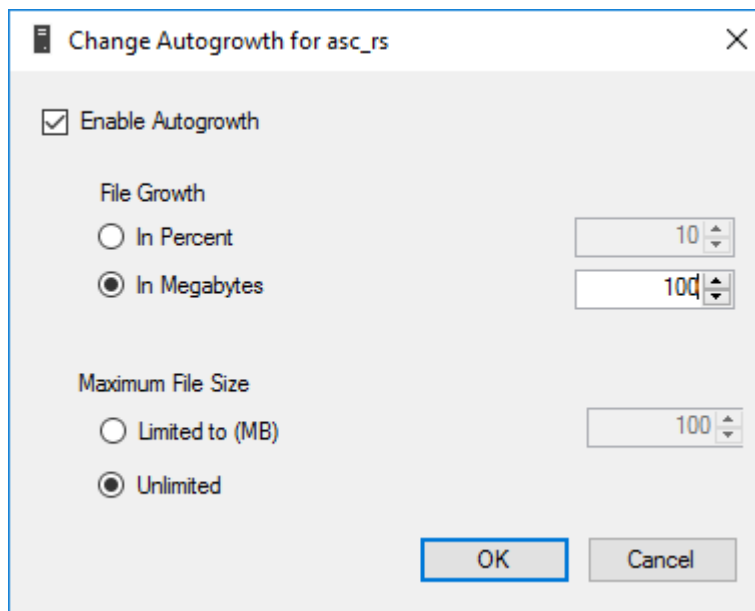 Change Autogrowth for asc_rs
Enable Autogrowth
File Growth
In Percent 10
In Megabytes 100
Maximum File Size
Limited to (MB) 100
Unlimited
OK Cancel